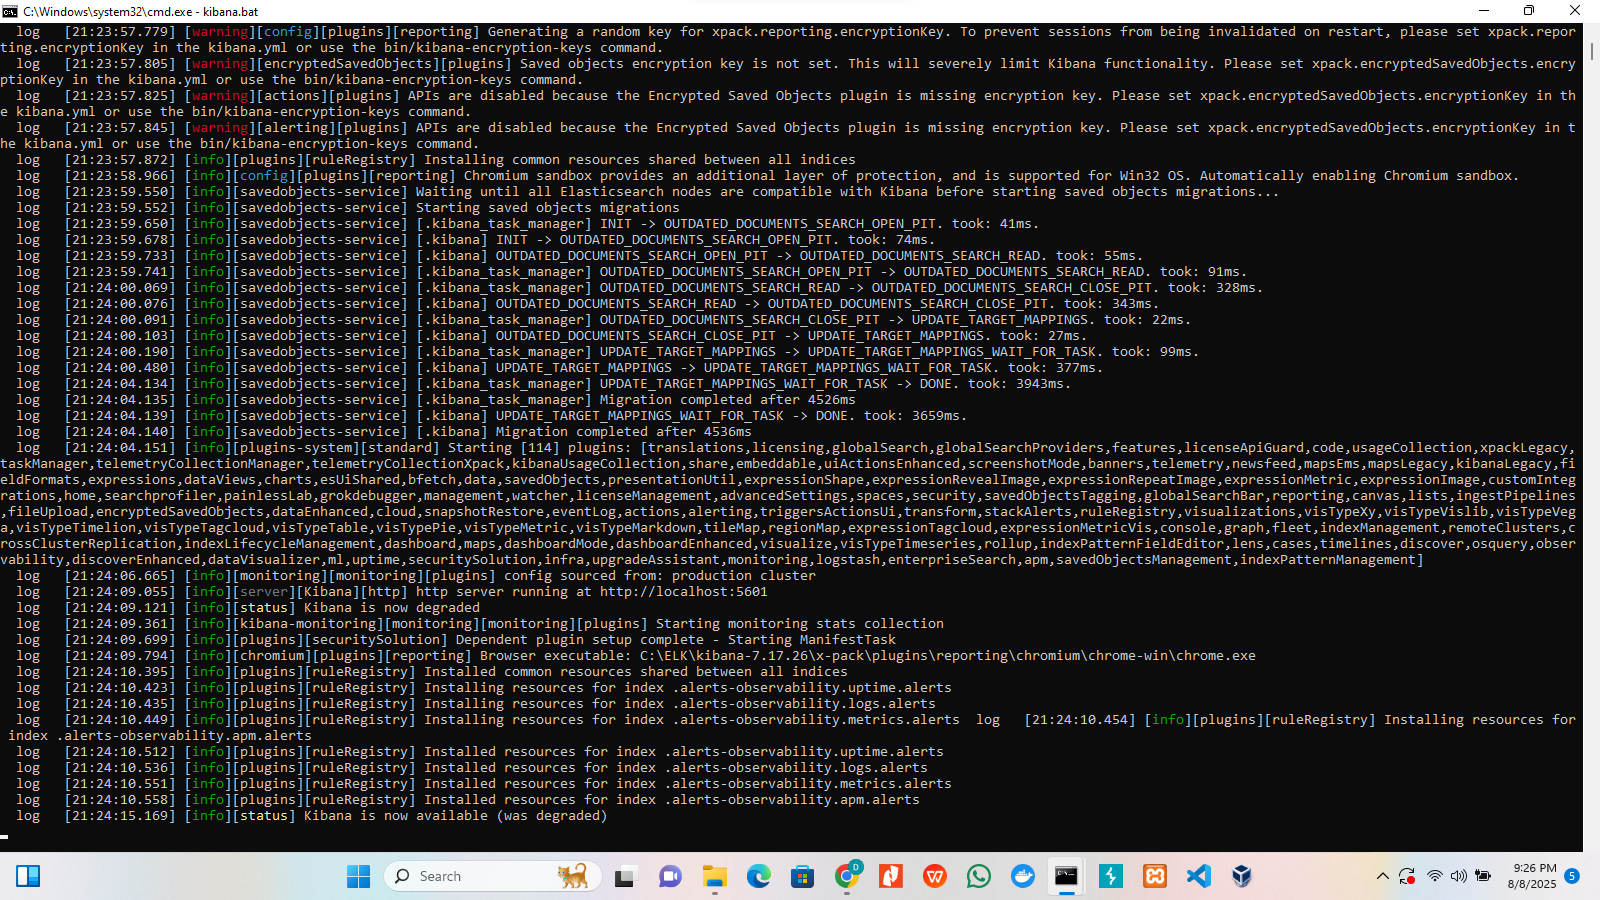 C:\Windows\system32\cmd.exe - kibana.bat
log [21:23:57.779] [warning][config][plugins][reporting] Generating a random key for xpack.reporting.encryptionKey. To prevent sessions from being invalidated on restart, please set xpack.repor
ting.encryptionKey in the kibana.yml or use the bin/kibana-encryption-keys command.
log [21:23:57.805] [warning][encryptedSavedObjects][plugins] Saved objects encryption key is not set. This will severely limit Kibana functionality. Please set xpack.encryptedSavedObjects.encry
ptionKey in the kibana.yml or use the bin/kibana-encryption-keys command.
log [21:23:57.825] [warning][actions][plugins] APIs are disabled because the Encrypted Saved Objects plugin is missing encryption key. Please set xpack.encryptedSavedObjects.encryptionKey in th
e kibana.yml or use the bin/kibana-encryption-keys command.
log [21:23:57.845] [warning][alerting][plugins] APIs are disabled because the Encrypted Saved Objects plugin is missing encryption key. Please set xpack.encryptedSavedObjects.encryptionKey in t
he kibana.yml or use the bin/kibana-encryption-keys command.
log [21:23:57.872] [info][plugins][ruleRegistry] Installing common resources shared between all indices
log [21:23:58.966] [info][config][plugins][reporting] Chromium sandbox provides an additional layer of protection, and is supported for Win32 OS. Automatically enabling Chromium sandbox.
log [21:23:59.550] [info][savedobjects-service] Waiting until all Elasticsearch nodes are compatible with Kibana before starting saved objects migrations...
log [21:23:59.552] [info][savedobjects-service] Starting saved objects migrations
log [21:23:59.650] [info][savedobjects-service] [.kibana_task_manager] INIT -> OUTDATED_DOCUMENTS_SEARCH_OPEN_PIT. took: 41ms.
log [21:23:59.678] [info][savedobjects-service] [.kibana] INIT -> OUTDATED_DOCUMENTS_SEARCH_OPEN_PIT. took: 74ms.
log [21:23:59.733] [info][savedobjects-service] [.kibana] OUTDATED_DOCUMENTS_SEARCH_OPEN_PIT -> OUTDATED_DOCUMENTS_SEARCH_READ. took: 55ms.
log [21:23:59.741] [info][savedobjects-service] [.kibana_task_manager] OUTDATED_DOCUMENTS_SEARCH_OPEN_PIT -> OUTDATED_DOCUMENTS_SEARCH_READ. took: 91ms.
log [21:24:00.069] [info][savedobjects-service] [.kibana_task_manager] OUTDATED_DOCUMENTS_SEARCH_READ -> OUTDATED_DOCUMENTS_SEARCH_CLOSE_PIT. took: 328ms.
log [21:24:00.076] [info][savedobjects-service] [.kibana] OUTDATED_DOCUMENTS_SEARCH_READ -> OUTDATED_DOCUMENTS_SEARCH_CLOSE_PIT. took: 343ms.
log [21:24:00.091] [info][savedobjects-service] [.kibana_task_manager] OUTDATED_DOCUMENTS_SEARCH_CLOSE_PIT -> UPDATE_TARGET_MAPPINGS. took: 22ms.
log [21:24:00.103] [info][savedobjects-service] [.kibana] OUTDATED_DOCUMENTS_SEARCH_CLOSE_PIT -> UPDATE_TARGET_MAPPINGS. took: 27ms.
log [21:24:00.190] [info][savedobjects-service] [.kibana_task_manager] UPDATE_TARGET_MAPPINGS -> UPDATE_TARGET_MAPPINGS_WAIT_FOR_TASK. took: 99ms.
log [21:24:00.480] [info][savedobjects-service] [.kibana] UPDATE_TARGET_MAPPINGS -> UPDATE_TARGET_MAPPINGS_WAIT_FOR_TASK. took: 377ms.
log [21:24:04.134] [info][savedobjects-service] [.kibana_task_manager] UPDATE_TARGET_MAPPINGS_WAIT_FOR_TASK -> DONE. took: 3943ms.
log [21:24:04.135] [info][savedobjects-service] [.kibana_task_manager] Migration completed after 4526ms
log [21:24:04.139] [info][savedobjects-service] [.kibana] UPDATE_TARGET_MAPPINGS_WAIT_FOR_TASK -> DONE. took: 3659ms.
log [21:24:04.140] [info][savedobjects-service] [.kibana] Migration completed after 4536ms
log [21:24:04.151] [info][plugins-system][standard] Starting [114] plugins: [translations,licensing,globalSearch,globalSearchProviders,features,licenseApiGuard,code,usageCollection,xpackLegacy,
taskManager,telemetryCollectionManager,telemetryCollectionXpack,kibanaUsageCollection,share,embeddable,uiActionsEnhanced,screenshotMode,banners,telemetry,newsfeed,mapsEms,mapsLegacy,kibanaLegacy,fi
eldFormats,expressions,dataViews,charts,esUiShared,bfetch,data,savedObjects,presentationUtil,expressionShape,expressionRevealImage,expressionRepeatImage,expressionMetric,expressionImage,customInteg
rations,home,searchprofiler,painlessLab,grokdebugger,management,watcher,licenseManagement,advancedSettings,spaces,security,savedObjectsTagging,globalSearchBar,reporting,canvas,lists,ingestPipelines
,fileUpload,encryptedSavedObjects,dataEnhanced,cloud,snapshotRestore,eventLog,actions,alerting,triggersActionsUi,transform,stackAlerts,ruleRegistry,visualizations,visTypeXy,visTypeVislib,visTypeVeg
a,visTypeTimelion,visTypeTagcloud,visTypeTable,visTypePie,visTypeMetric,visTypeMarkdown,tileMap,regionMap,expressionTagcloud,expressionMetricVis,console,graph,fleet,indexManagement,remoteClusters,c
rossClusterReplication,indexLifecycleManagement,dashboard,maps,dashboardMode,dashboardEnhanced,visualize,visTypeTimeseries,rollup,indexPatternFieldEditor,lens,cases,timelines,discover,osquery,obser
vability,discoverEnhanced,dataVisualizer,ml,uptime,securitySolution,infra,upgradeAssistant,monitoring,logstash,enterpriseSearch,apm,savedObjectsManagement,indexPatternManagement]
log [21:24:06.665] [info][monitoring][monitoring][plugins] config sourced from: production cluster
log [21:24:09.055] [info][server][Kibana][http] http server running at http://localhost:5601
log [21:24:09.121] [info][status] Kibana is now degraded
log [21:24:09.361] [info][kibana-monitoring][monitoring][monitoring][plugins] Starting monitoring stats collection
log [21:24:09.699] [info][plugins][securitySolution] Dependent plugin setup complete - Starting ManifestTask
log [21:24:09.794] [info][chromium][plugins][reporting] Browser executable: C:\ELK\kibana-7.17.26\x-pack\plugins\reporting\chromium\chrome-win\chrome.exe
log [21:24:10.395] [info][plugins][ruleRegistry] Installed common resources shared between all indices
log [21:24:10.423] [info][plugins][ruleRegistry] Installing resources for index .alerts-observability.uptime.alerts
log [21:24:10.435] [info][plugins][ruleRegistry] Installing resources for index .alerts-observability.logs.alerts
log [21:24:10.449] [info][plugins][ruleRegistry] Installing resources for index .alerts-observability.metrics.alerts log [21:24:10.454] [info][plugins][ruleRegistry] Installing resources for
index .alerts-observability.apm.alerts
log [21:24:10.512] [info][plugins][ruleRegistry] Installed resources for index .alerts-observability.uptime.alerts
log [21:24:10.536] [info][plugins][ruleRegistry] Installed resources for index .alerts-observability.logs.alerts
log [21:24:10.551] [info][plugins][ruleRegistry] Installed resources for index .alerts-observability.metrics.alerts
log [21:24:10.558] [info][plugins][ruleRegistry] Installed resources for index .alerts-observability.apm.alerts
log [21:24:15.169] [info][status] Kibana is now available (was degraded)
Search
D
9:26 PM
8/8/2025
5